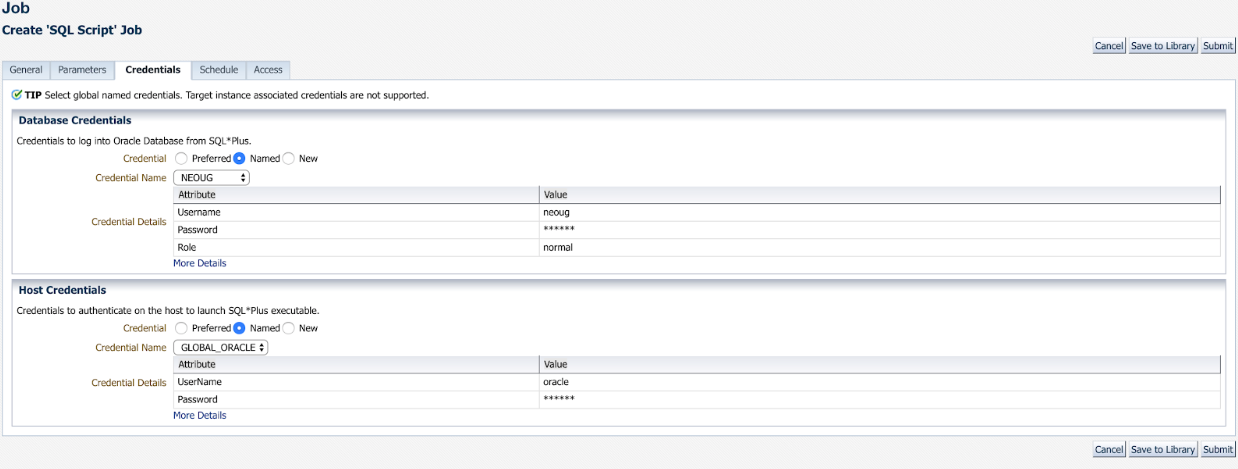 Job
Create 'SQL Script' Job
Cancel Save to Library Submit
General Parameters Credentials Schedule Access
TIP Select global named credentials. Target instance associated credentials are not supported.
Database Credentials
Credentials to log into Oracle Database from SQL*Plus.
Credential Preferred Named New
Credential Name NEOUG
Attribute Value
Username neoug
Credential Details
Password ******
Role normal
More Details
Host Credentials
Credentials to authenticate on the host to launch SQL*Plus executable.
Credential Preferred Named New
Credential Name GLOBAL_ORACLE
Attribute Value
Credential Details UserName oracle
Password ******
More Details
Cancel Save to Library Submit